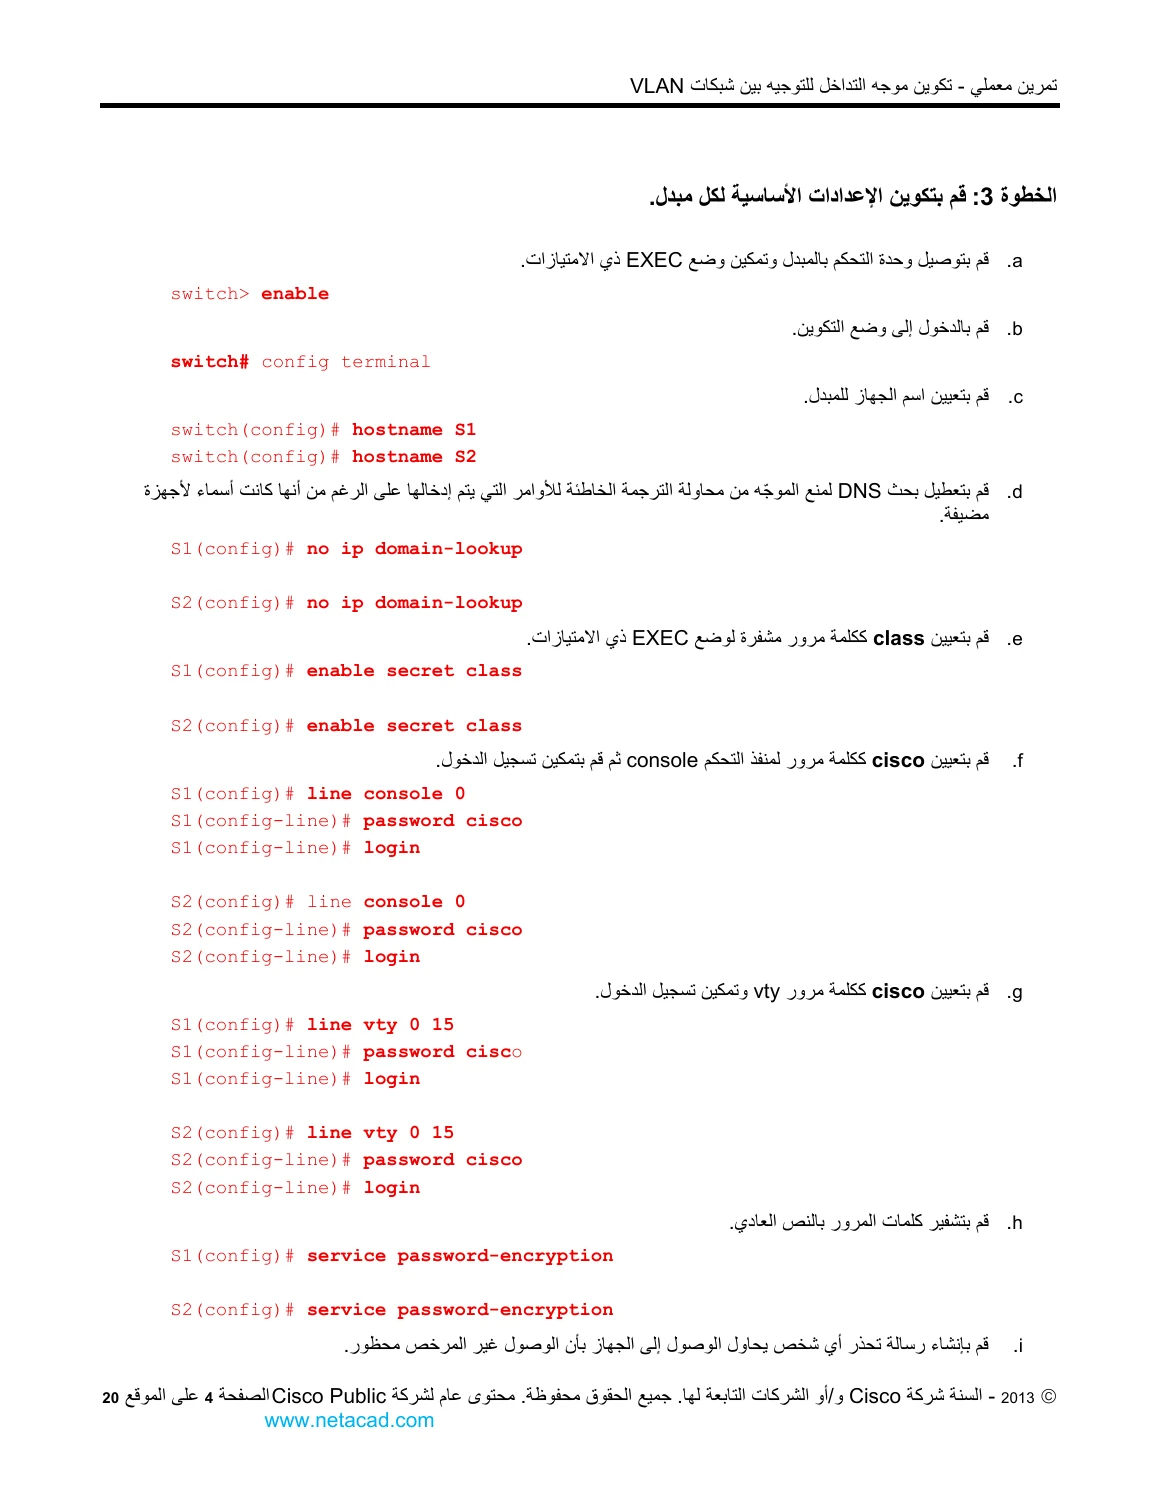 تمرين معملي - تكوين موجه التداخل للتوجيه بين شبكات VLAN
الخطوة 3: قم بتكوين الإعدادات الأساسية لكل مبدل.
a. قم بتوصيل وحدة التحكم بالمبدل وتمكين وضع EXEC ذي الامتيازات.
switch> enable
b. قم بالدخول إلى وضع التكوين.
switch# config terminal
c. قم بتعيين اسم الجهاز للمبدل.
switch(config)# hostname S1
switch(config)# hostname S2
d. قم بتعطيل بحث DNS لمنع الموجّه من محاولة الترجمة الخاطئة للأوامر التي يتم إدخالها على الرغم من أنها كانت أسماء لأجهزة
مضيفة.
S1(config)# no ip domain-lookup
S2(config)# no ip domain-lookup
e. قم بتعيين class ككلمة مرور مشفرة لوضع EXEC ذي الامتيازات.
S1(config)# enable secret class
S2(config)# enable secret class
f. قم بتعيين cisco ككلمة مرور لمنفذ التحكم console ثم قم بتمكين تسجيل الدخول.
S1(config)# line console 0
S1(config-line)# password cisco
S1(config-line)# login
S2(config)# line console 0
S2(config-line)# password cisco
S2(config-line)# login
g. قم بتعيين cisco ككلمة مرور vty وتمكين تسجيل الدخول.
S1(config)# line vty 0 15
S1(config-line)# password cisco
S1(config-line)# login
S2(config)# line vty 0 15
S2(config-line)# password cisco
S2(config-line)# login
h. قم بتشفير كلمات المرور بالنص العادي.
S1(config)# service password-encryption
S2(config)# service password-encryption
i. قم بإنشاء رسالة تحذر أي شخص يحاول الوصول إلى الجهاز بأن الوصول غير المرخص محظور.
© 2013 - السنة شركة Cisco و/أو الشركات التابعة لها. جميع الحقوق محفوظة. محتوى عام لشركة Cisco Public الصفحة 4 على الموقع 20
www.netacad.com